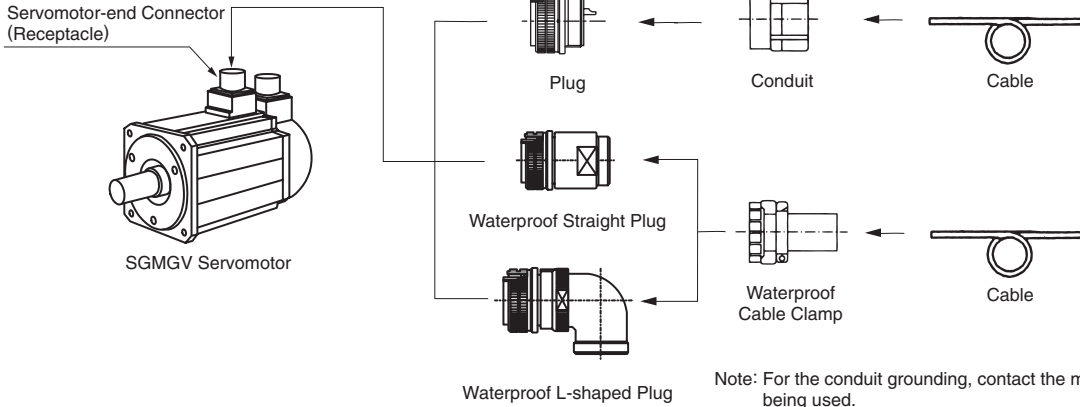 Servomotor-end Connector
(Receptacle)
Plug
Conduit
Cable
Waterproof Straight Plug
SGMGV Servomotor
Waterproof
Cable Clamp
Cable
Waterproof L-shaped Plug
Note: For the conduit grounding, contact the
being used.